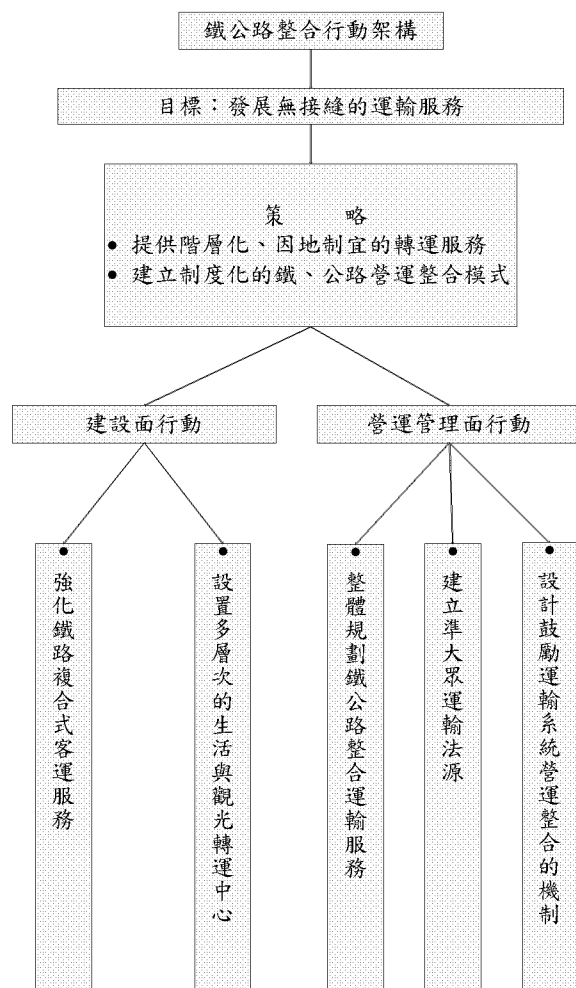 鐵公路整合行動架構
目標：發展無接縫的運輸服務
策 略
● 提供階層化、因地制宜的轉運服務
● 建立制度化的鐵、公路營運整合模式
建設面行動
營運管理面行動
● 強化鐵路複合式客運服務
● 設置多層次的生活與觀光轉運中心
● 整體規劃鐵公路整合運輸服務
● 建立準大眾運輸法源
● 設計鼓勵運輸系統營運整合的機制